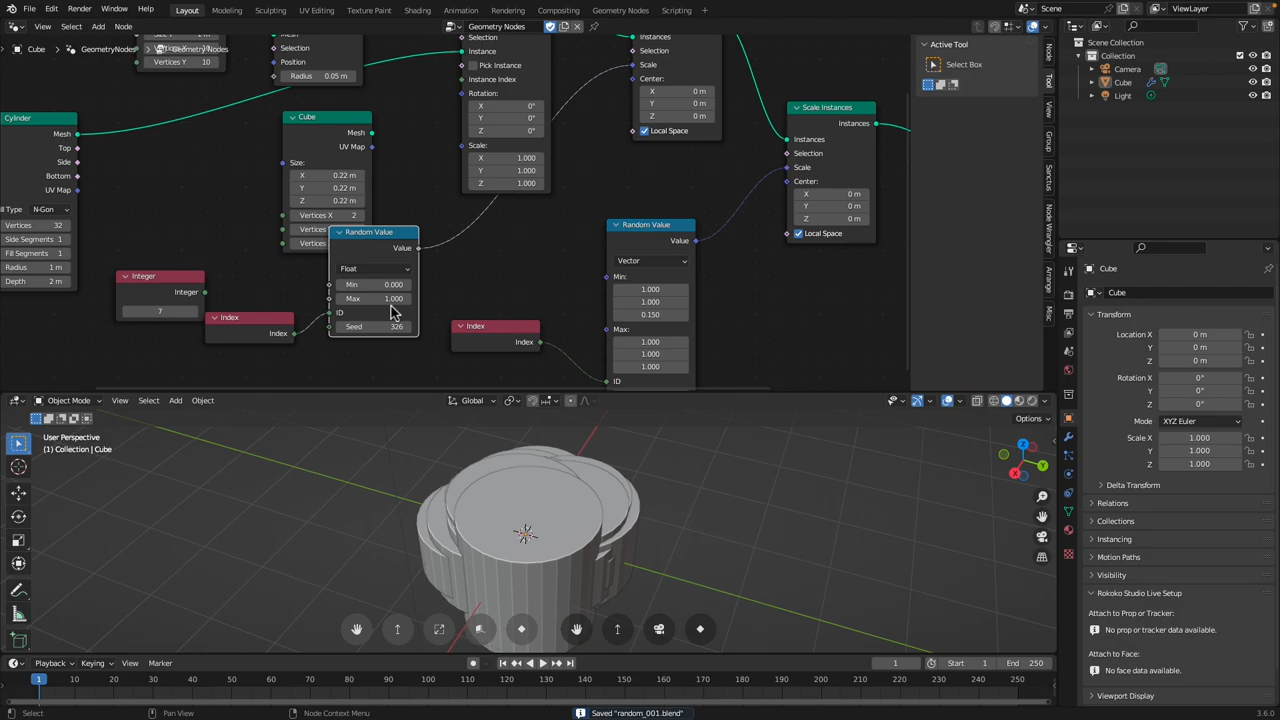 File Edit Render Window Help
Layout Modeling Sculpting UV Editing Texture Paint Shading Animation Rendering Compositing Geometry Nodes Scripting +
Scene ViewLayer
View Select Add Node
Geometry Nodes
Cube > GeometryNodes > Geometry Nodes
Vertices Y 10
Selection
Position
Radius 0.05 m
Cylinder
Mesh
Top
Side
Bottom
UV Map
N-Gon
Vertices 32
Side Segments 1
Fill Segments 1
Radius 1 m
Depth 2 m
Integer
Integer
7
Index
Index
Cube
Mesh
UV Map
Size:
X 0.22 m
Y 0.22 m
Z 0.22 m
Vertices X 2
Random Value
Value
Float
Min 0.000
Max 1.000
ID
Seed 326
Selection
Instance
Pick Instance
Instance Index
Rotation:
X 0°
Y 0°
Z 0°
Scale:
X 1.000
Y 1.000
Z 1.000
Index
Index
Selection
Scale
Center:
X 0 m
Y 0 m
Z 0 m
Local Space
Random Value
Value
Vector
Min:
1.000
1.000
0.150
Max:
1.000
1.000
1.000
ID
Scale Instances
Instances
Instances
Selection
Scale
Center:
X 0 m
Y 0 m
Z 0 m
Local Space
Active Tool
Select Box
Node
Tool
View
Group
Sanctus
Node Wrangler
Scene Collection
Collection
Camera
Cube
Light
Cube
Cube
Transform
Location X 0 m
Y 0 m
Z 0 m
Rotation X 0°
Y 0°
Z 0°
Mode XYZ Euler
Scale X 1.000
Y 1.000
Z 1.000
Delta Transform
Relations
Collections
Instancing
Motion Paths
Visibility
Rokoko Studio Live Setup
Attach to Prop or Tracker:
No prop or tracker data available.
Attach to Face:
No face data available.
Viewport Display
Object Mode View Select Add Object
Global
Options
User Perspective
(1) Collection | Cube
Z
Y
X
Playback Keying View Marker
1 Start 1 End 250
1 10 20 30 40 50 60 70 80 90 100 110 120 130 140 150 160 170 180 190 200 210 220 230 240 250
Select Pan View Node Context Menu Saved "random_001.blend" 3.6.0